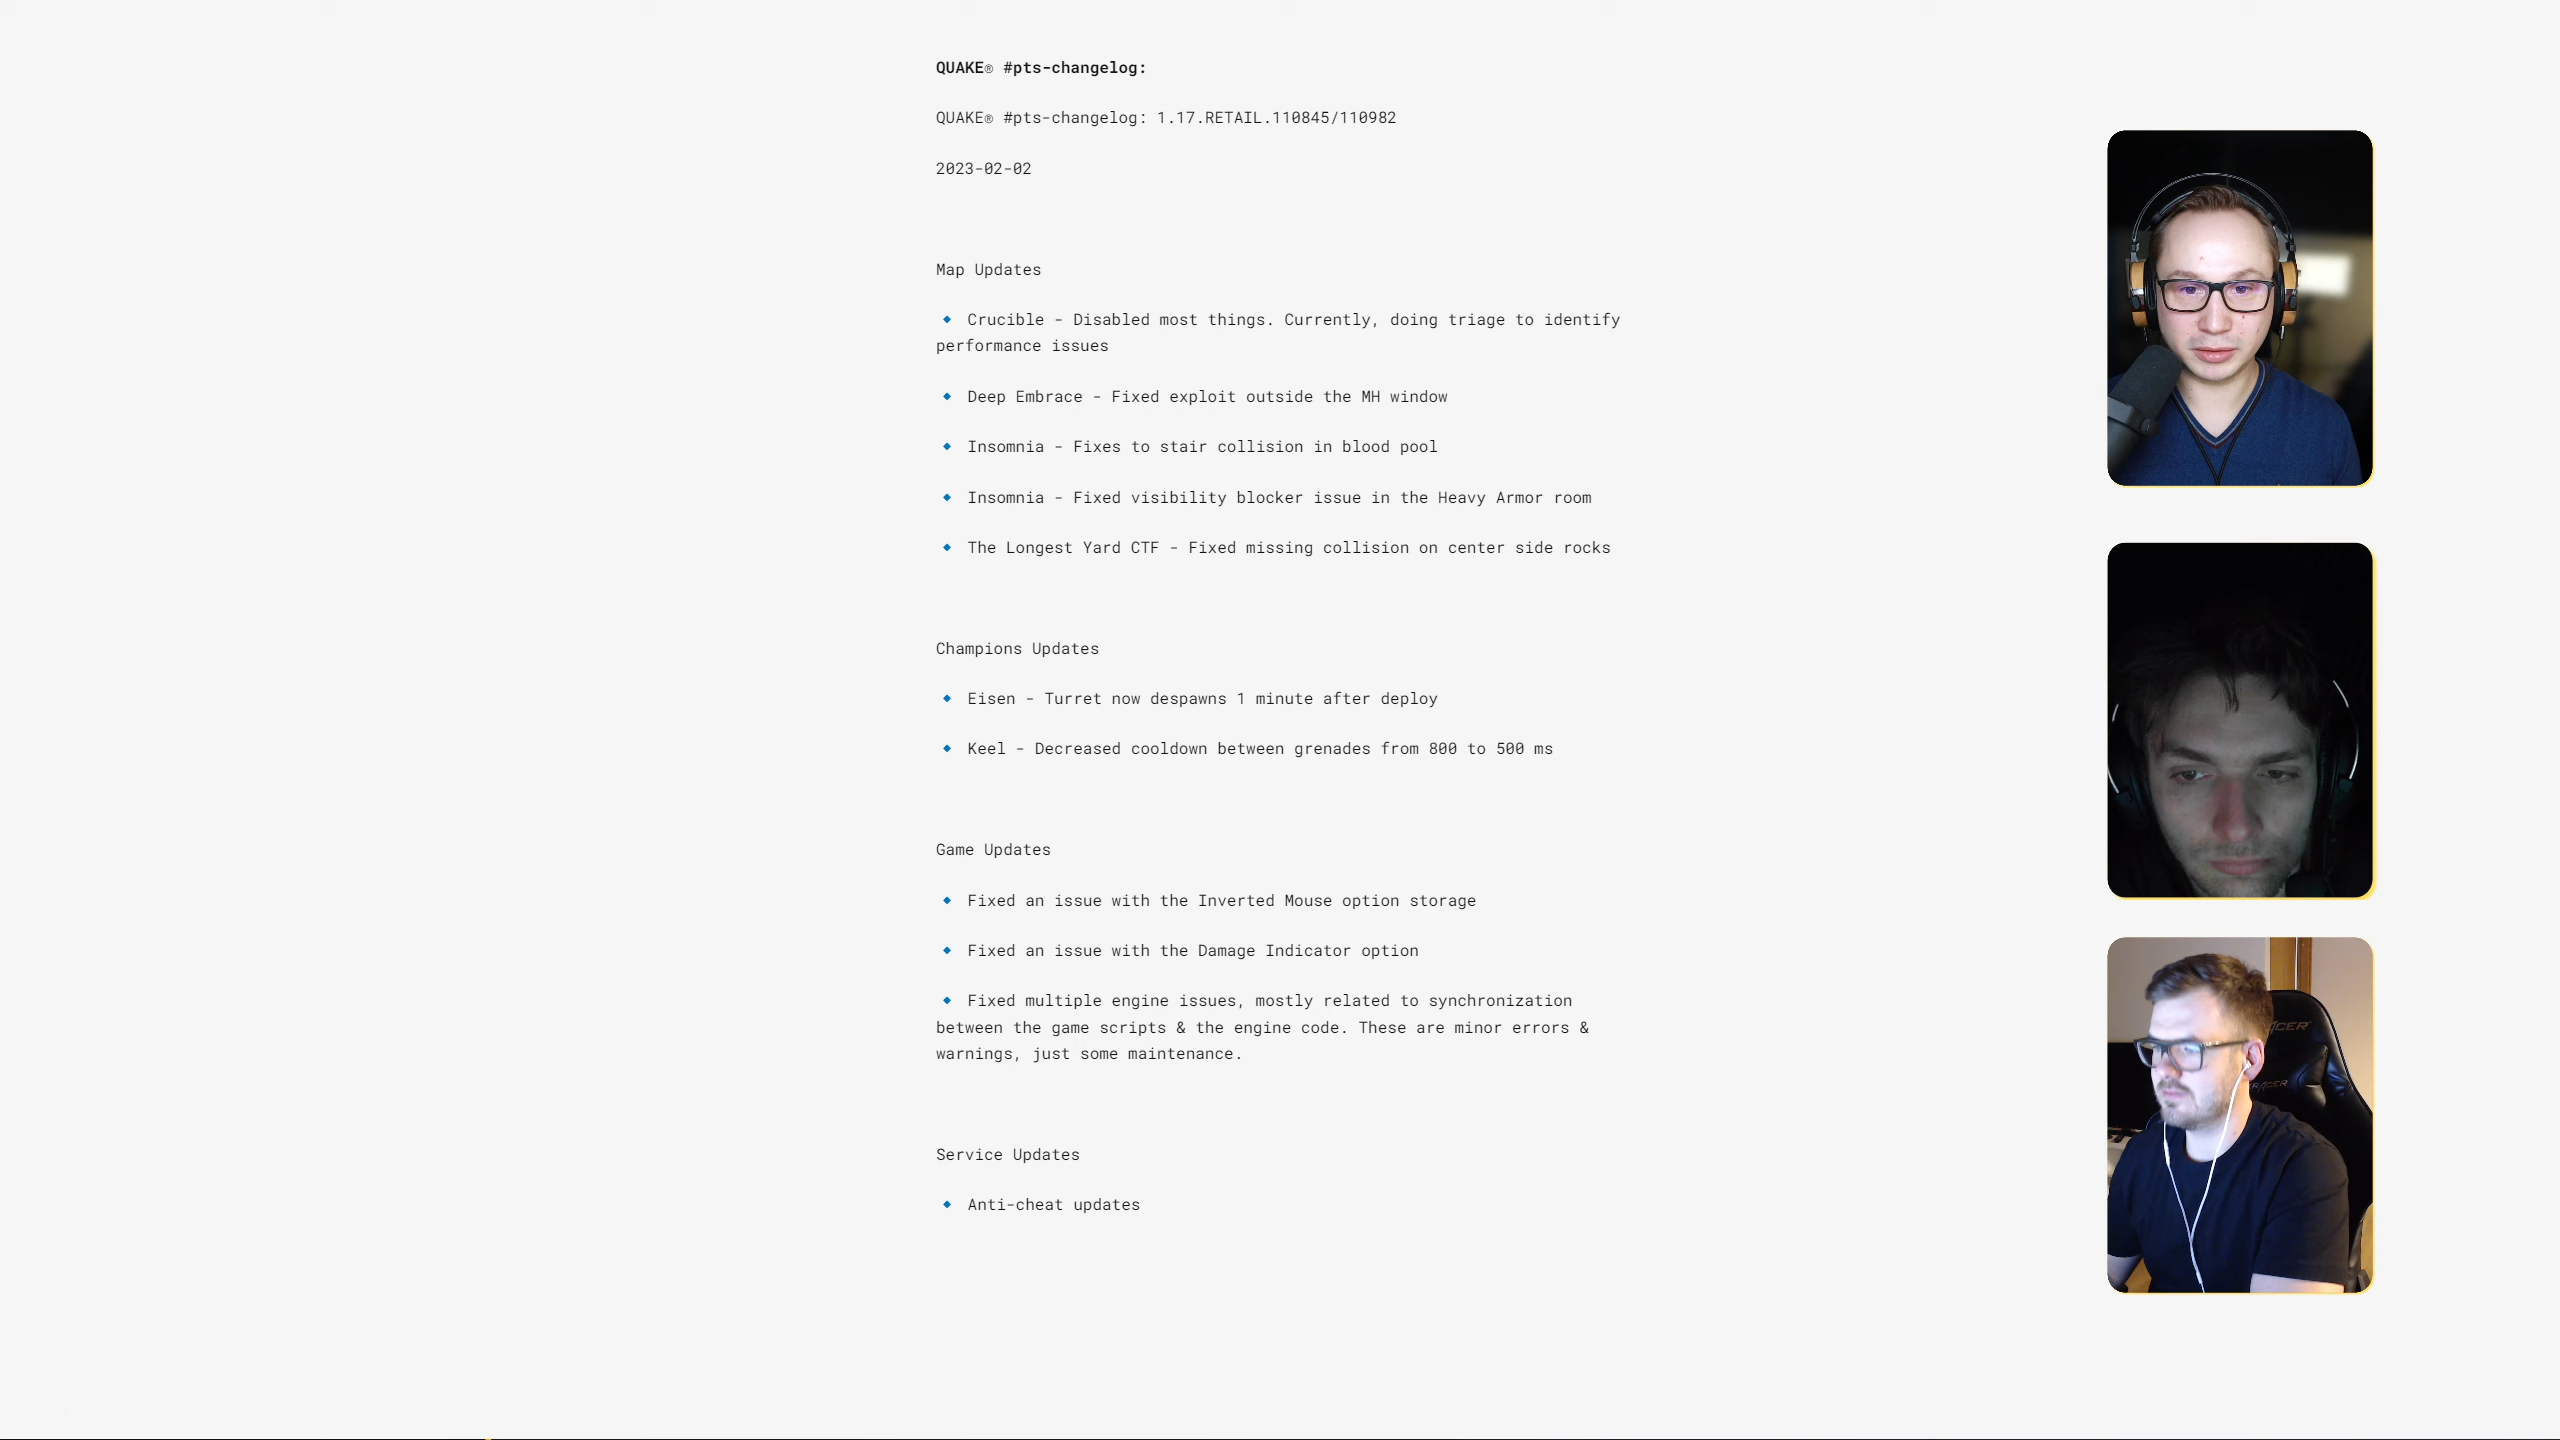 QUAKE® #pts-changelog:
QUAKE® #pts-changelog: 1.17.RETAIL.110845/110982
2023-02-02
Map Updates
🔹 Crucible - Disabled most things. Currently, doing triage to identify
performance issues
🔹 Deep Embrace - Fixed exploit outside the MH window
🔹 Insomnia - Fixes to stair collision in blood pool
🔹 Insomnia - Fixed visibility blocker issue in the Heavy Armor room
🔹 The Longest Yard CTF - Fixed missing collision on center side rocks
Champions Updates
🔹 Eisen - Turret now despawns 1 minute after deploy
🔹 Keel - Decreased cooldown between grenades from 800 to 500 ms
Game Updates
🔹 Fixed an issue with the Inverted Mouse option storage
🔹 Fixed an issue with the Damage Indicator option
🔹 Fixed multiple engine issues, mostly related to synchronization
between the game scripts & the engine code. These are minor errors &
warnings, just some maintenance.
Service Updates
🔹 Anti-cheat updates